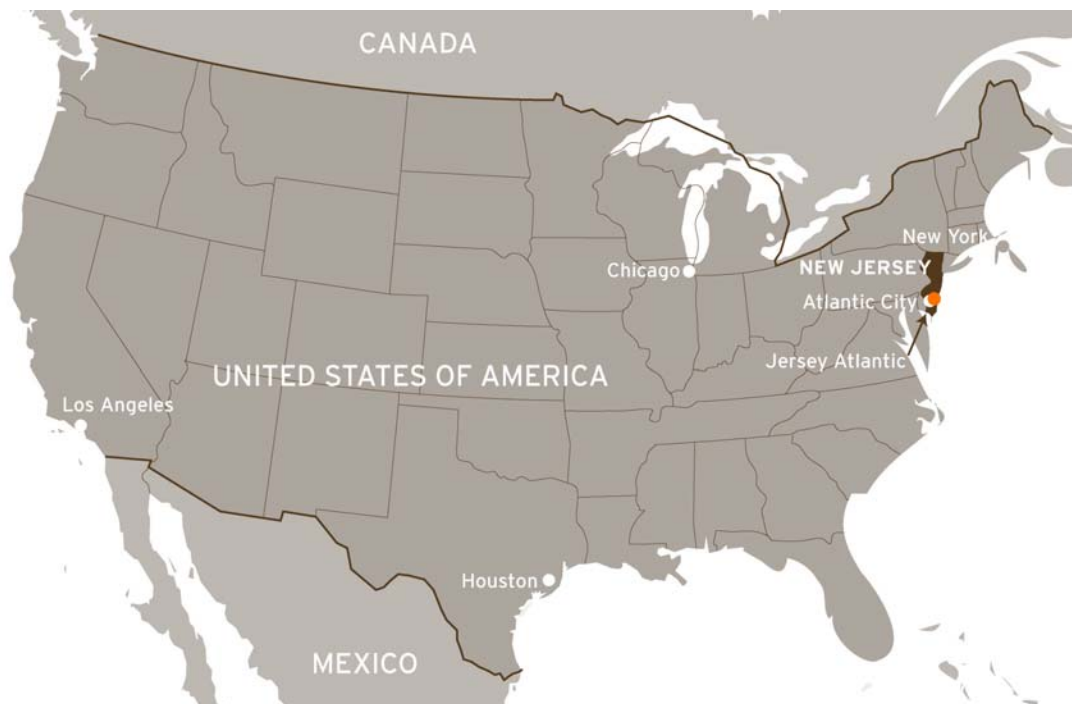 CANADA
New York
Chicago
NEW JERSEY
Atlantic City
Jersey Atlantic
UNITED STATES OF AMERICA
Los Angeles
Houston
MEXICO